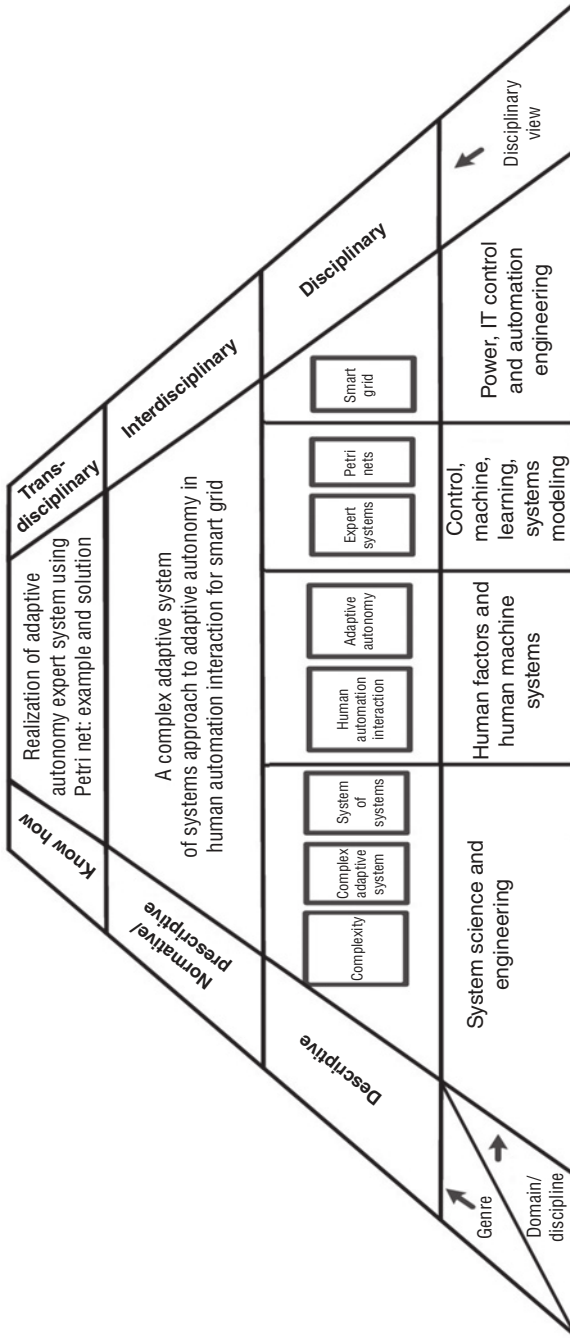 Trans-
disciplinary
Know how
Realization of adaptive
autonomy expert system using
Petri net: example and solution
Interdisciplinary
Normative/
prescriptive
A complex adaptive system
of systems approach to adaptive autonomy in
human automation interaction for smart grid
Disciplinary
Descriptive
Complexity
Complex
adaptive
system
System
of
systems
Human
automation
interaction
Adaptive
autonomy
Expert
systems
Petri
nets
Smart
grid
Disciplinary
view
Genre
Domain/
discipline
System science and
engineering
Human factors and
human machine
systems
Control,
machine,
learning,
systems
modeling
Power, IT control
and automation
engineering